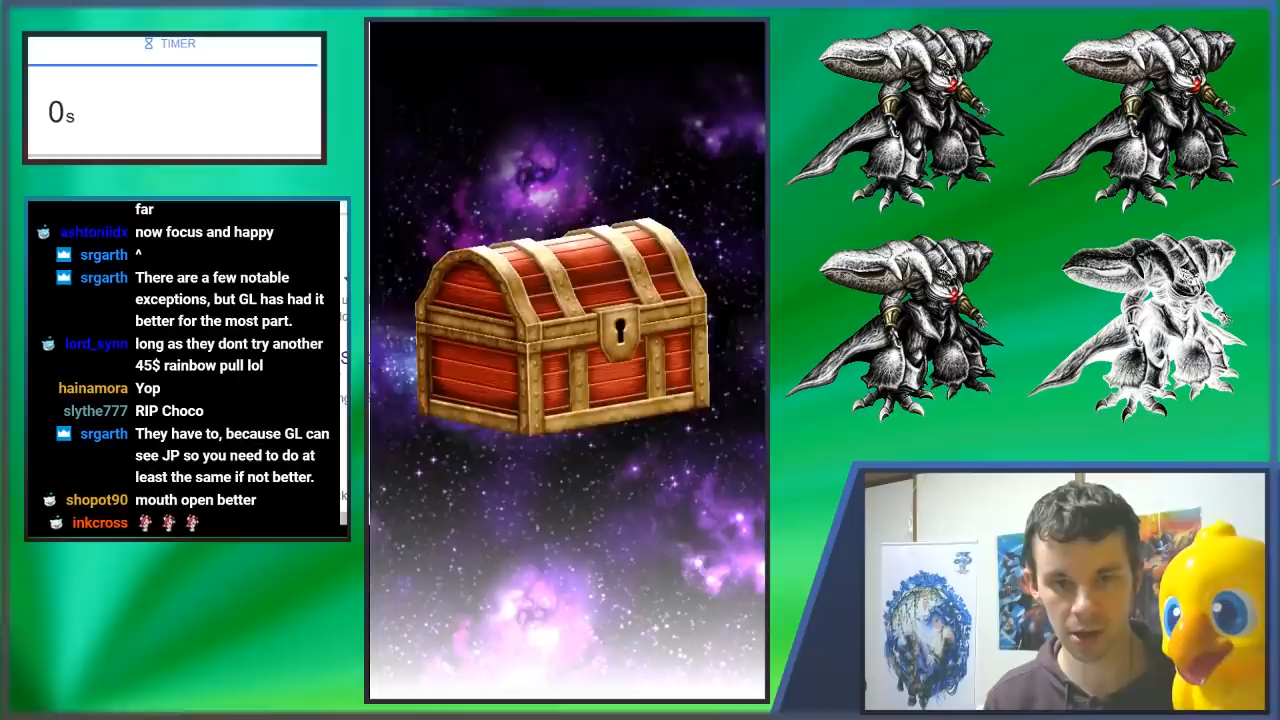 TIMER
0s
far
ashtoniidx now focus and happy
srgarth ^
srgarth There are a few notable
exceptions, but GL has had it
better for the most part.
lord_synn long as they dont try another
45$ rainbow pull lol
hainamora Yop
slythe777 RIP Choco
srgarth They have to, because GL can
see JP so you need to do at
least the same if not better.
shopot90 mouth open better
inkcross